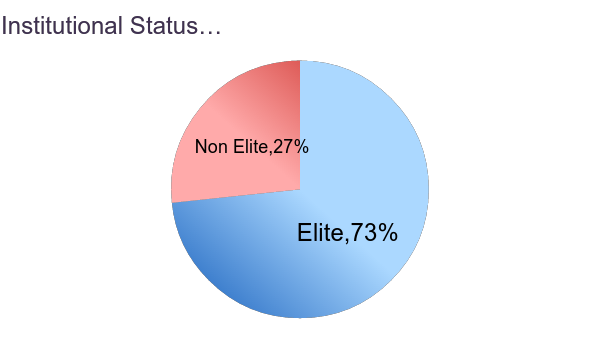 Institutional Status…
Non Elite,27%
Elite,73%